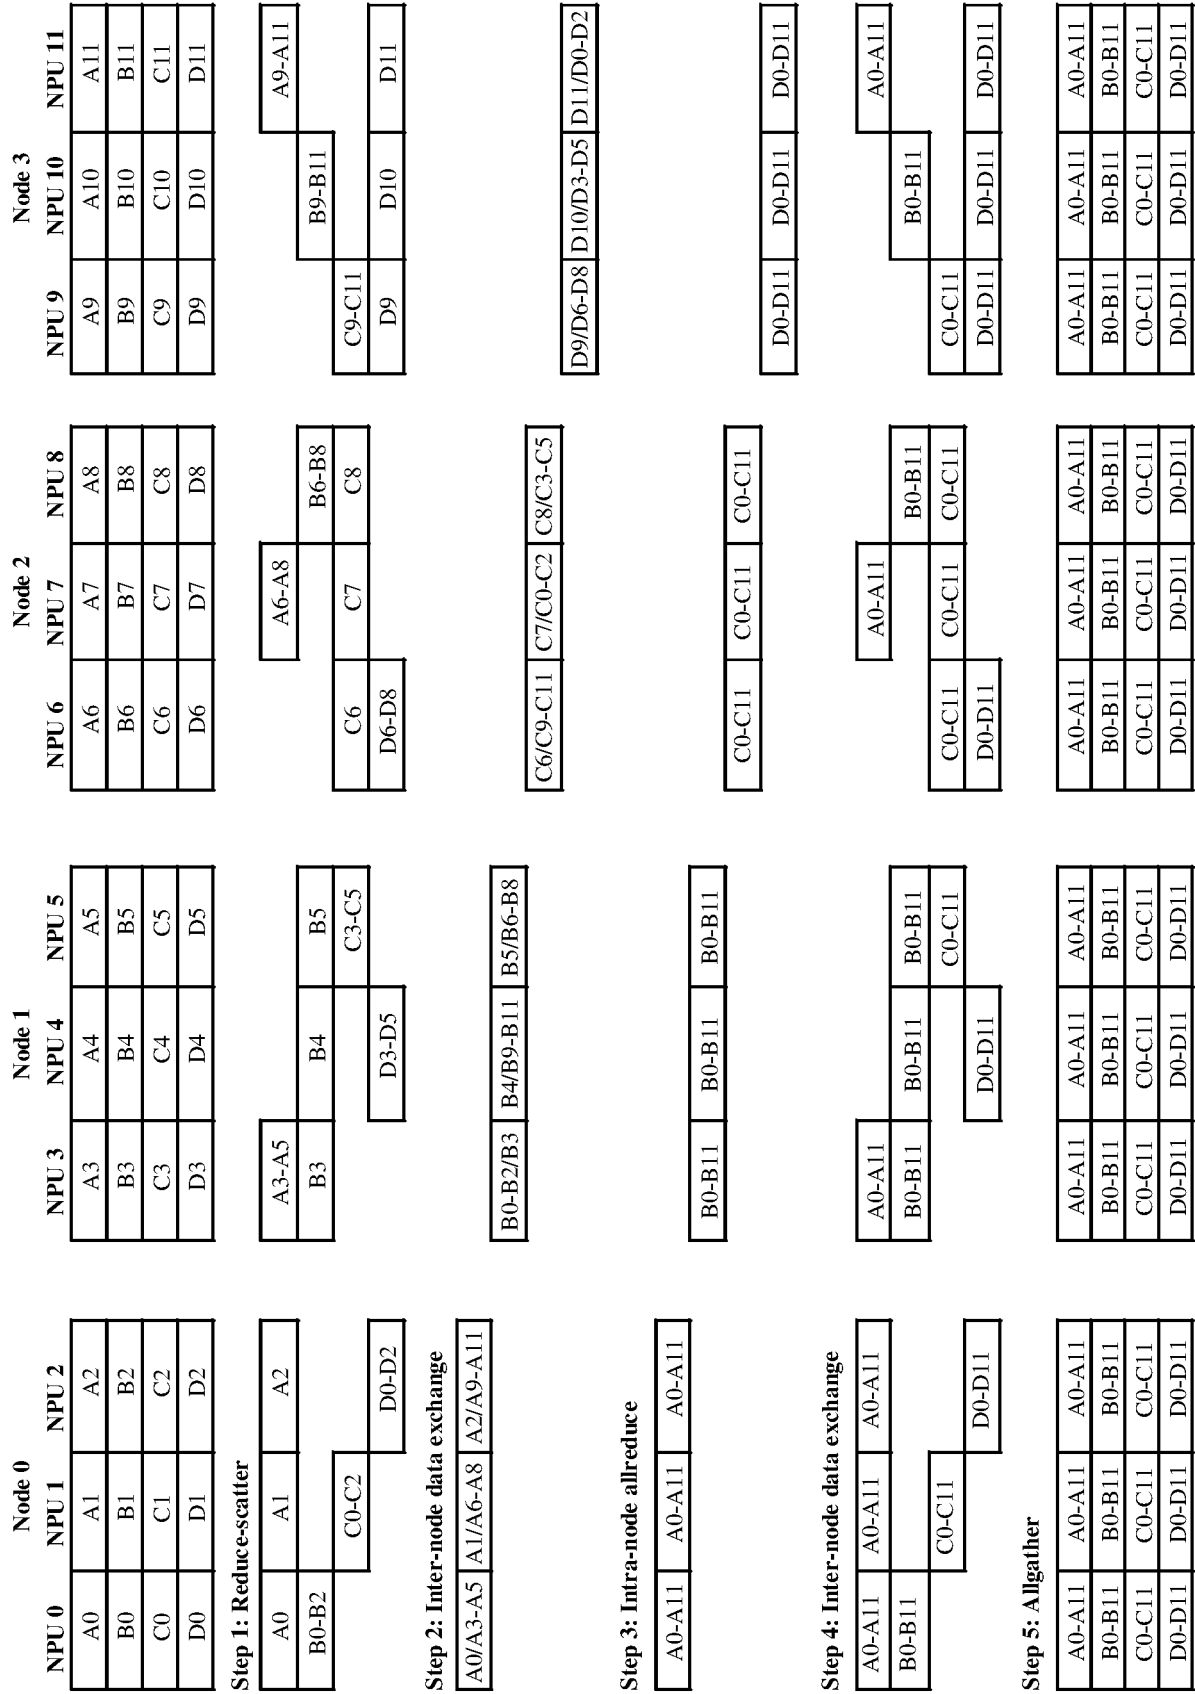 Node 0 Node 1 Node 2 Node 3
NPU 0 NPU 1 NPU 2 NPU 3 NPU 4 NPU 5 NPU 6 NPU 7 NPU 8 NPU 9 NPU 10 NPU 11
A0 A1 A2 A3 A4 A5 A6 A7 A8 A9 A10 A11
B0 B1 B2 B3 B4 B5 B6 B7 B8 B9 B10 B11
C0 C1 C2 C3 C4 C5 C6 C7 C8 C9 C10 C11
D0 D1 D2 D3 D4 D5 D6 D7 D8 D9 D10 D11
Step 1: Reduce-scatter
A0 A1 A2 A3-A5 A6-A8 A9-A11
B0-B2 B3 B4 B5 B6-B8 B9-B11
C0-C2 C3-C5 C6 C7 C8 C9-C11
D0-D2 D3-D5 D6-D8 D9 D10 D11
Step 2: Inter-node data exchange
A0/A3-A5 A1/A6-A8 A2/A9-A11
B0-B2/B3 B4/B9-B11 B5/B6-B8
C6/C9-C11 C7/C0-C2 C8/C3-C5
D9/D6-D8 D10/D3-D5 D11/D0-D2
Step 3: Intra-node allreduce
A0-A11 A0-A11 A0-A11
B0-B11 B0-B11 B0-B11
C0-C11 C0-C11 C0-C11
D0-D11 D0-D11 D0-D11
Step 4: Inter-node data exchange
A0-A11 A0-A11 A0-A11 A0-A11 A0-A11 A0-A11
B0-B11 B0-B11 B0-B11 B0-B11 B0-B11 B0-B11
C0-C11 C0-C11 C0-C11 C0-C11 C0-C11 C0-C11
D0-D11 D0-D11 D0-D11 D0-D11 D0-D11 D0-D11
Step 5: Allgather
A0-A11 A0-A11 A0-A11 A0-A11 A0-A11 A0-A11 A0-A11 A0-A11 A0-A11 A0-A11 A0-A11 A0-A11
B0-B11 B0-B11 B0-B11 B0-B11 B0-B11 B0-B11 B0-B11 B0-B11 B0-B11 B0-B11 B0-B11 B0-B11
C0-C11 C0-C11 C0-C11 C0-C11 C0-C11 C0-C11 C0-C11 C0-C11 C0-C11 C0-C11 C0-C11 C0-C11
D0-D11 D0-D11 D0-D11 D0-D11 D0-D11 D0-D11 D0-D11 D0-D11 D0-D11 D0-D11 D0-D11 D0-D11